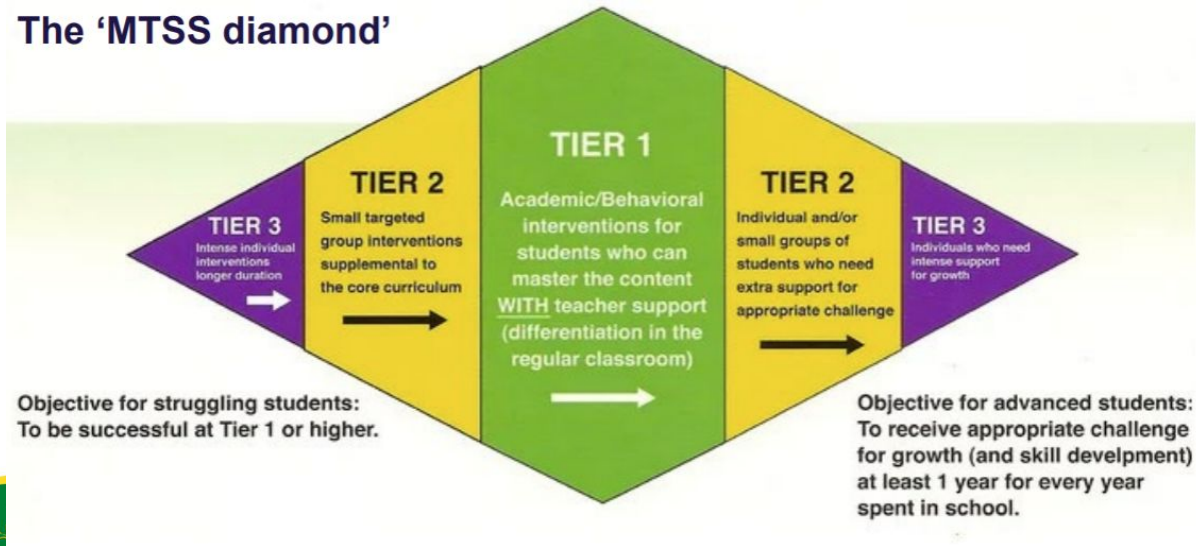 The ‘MTSS diamond’
TIER 3
Intense individual
interventions
longer duration
TIER 2
Small targeted
group interventions
supplemental to
the core curriculum
TIER 1
Academic/Behavioral
interventions for
students who can
master the content
WITH teacher support
(differentiation in the
regular classroom)
TIER 2
Individual and/or
small groups of
students who need
extra support for
appropriate challenge
TIER 3
Individuals who need
intense support
for growth
Objective for struggling students:
To be successful at Tier 1 or higher.
Objective for advanced students:
To receive appropriate challenge
for growth (and skill develpment)
at least 1 year for every year
spent in school.